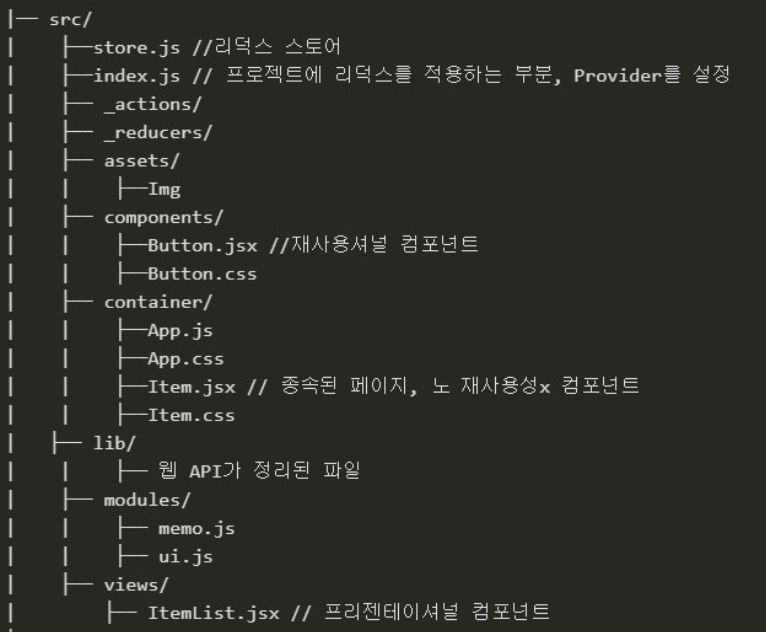 |── src/
|    ├──store.js //리덕스 스토어
|    ├──index.js // 프로젝트에 리덕스를 적용하는 부분, Provider를 설정
|    ├── _actions/
|    ├── _reducers/
|    ├── assets/
|    |    ├──Img
|    ├── components/
|    |    ├──Button.jsx //재사용셔널 컴포넌트
|    |    ├──Button.css
|    ├── container/
|    |    ├──App.js
|    |    ├──App.css
|    |    ├──Item.jsx // 종속된 페이지, 노 재사용성x 컴포넌트
|    |    ├──Item.css
|   ├── lib/
|    |    ├── 웹 API가 정리된 파일
|    ├── modules/
|    |    ├── memo.js
|    |    ├── ui.js
|    ├── views/
|        ├── ItemList.jsx // 프리젠테이셔널 컴포넌트